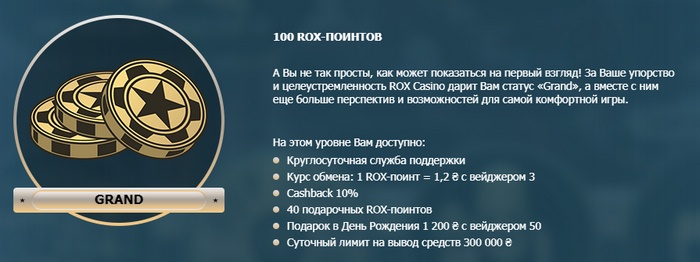 100 ROX-ПОИНТОВ
А Вы не так просты, как может показаться на первый взгляд! За Ваше упорство
и целеустремленность ROX Casino дарит Вам статус «Grand», а вместе с ним
еще больше перспектив и возможностей для самой комфортной игры.
На этом уровне Вам доступно:
Круглосуточная служба поддержки
Курс обмена: 1 ROX-поинт = 1,2 ₴ с вейджером 3
Cashback 10%
40 подарочных ROX-поинтов
Подарок в День Рождения 1 200 ₴ с вейджером 50
Суточный лимит на вывод средств 300 000 ₴
GRAND